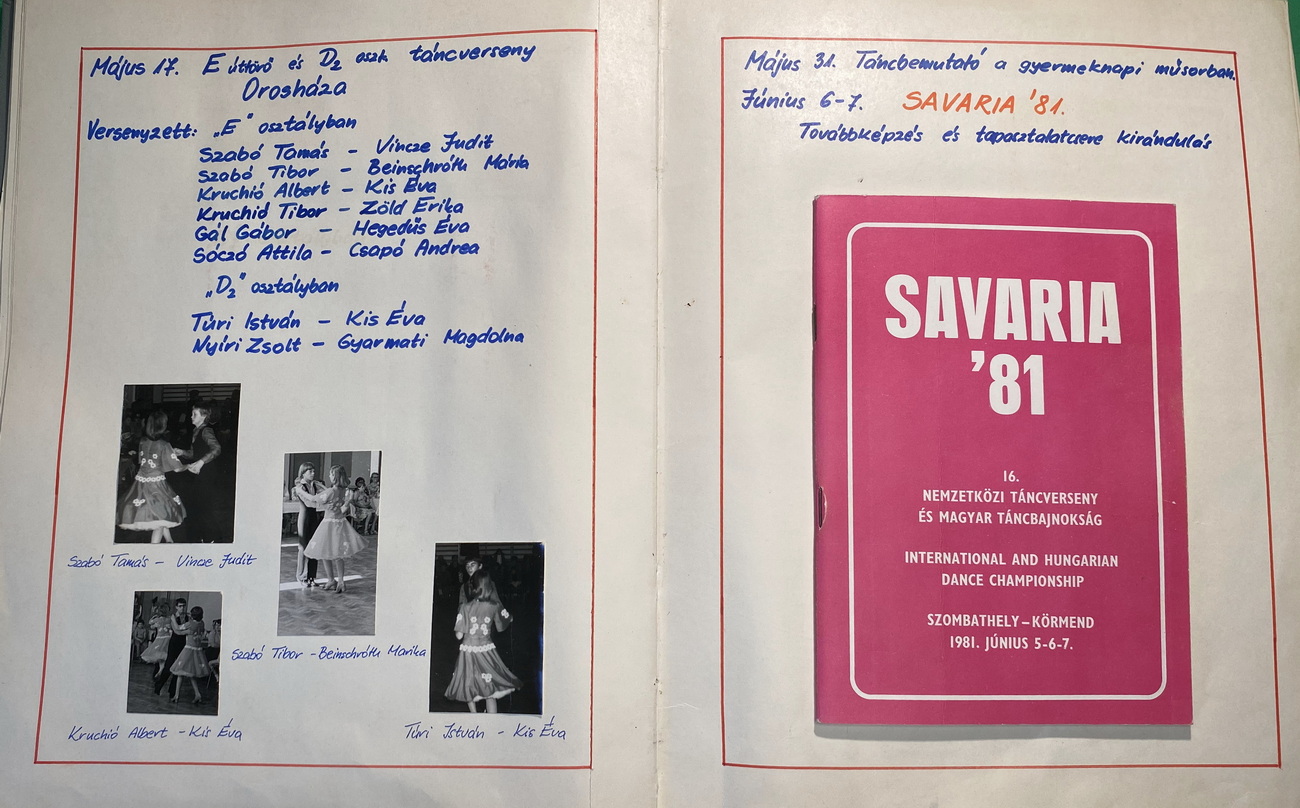 Május 17. E úttörő és D₂ oszt. táncverseny
Orosháza
Versenyzett: „E" osztályban
Szabó Tamás – Vincze Judit
Szabó Tibor – Beinschróth Mária
Kruchió Albert – Kis Éva
Kruchió Tibor – Zöld Erika
Gál Gábor – Hegedűs Éva
Sóczó Attila – Csapó Andrea
„D₂" osztályban
Túri István – Kis Éva
Nyíri Zsolt – Gyarmati Magdolna
Szabó Tamás – Vincze Judit
Szabó Tibor – Beinschróth Marika
Kruchió Albert – Kis Éva
Túri István – Kis Éva
Május 31. Táncbemutató a gyermeknapi műsorban.
Június 6-7. SAVARIA '81.
Továbbképzés és tapasztalatcsere kirándulás
SAVARIA
'81
16.
NEMZETKÖZI TÁNCVERSENY
ÉS MAGYAR TÁNCBAJNOKSÁG
INTERNATIONAL AND HUNGARIAN
DANCE CHAMPIONSHIP
SZOMBATHELY – KÖRMEND
1981. JÚNIUS 5-6-7.